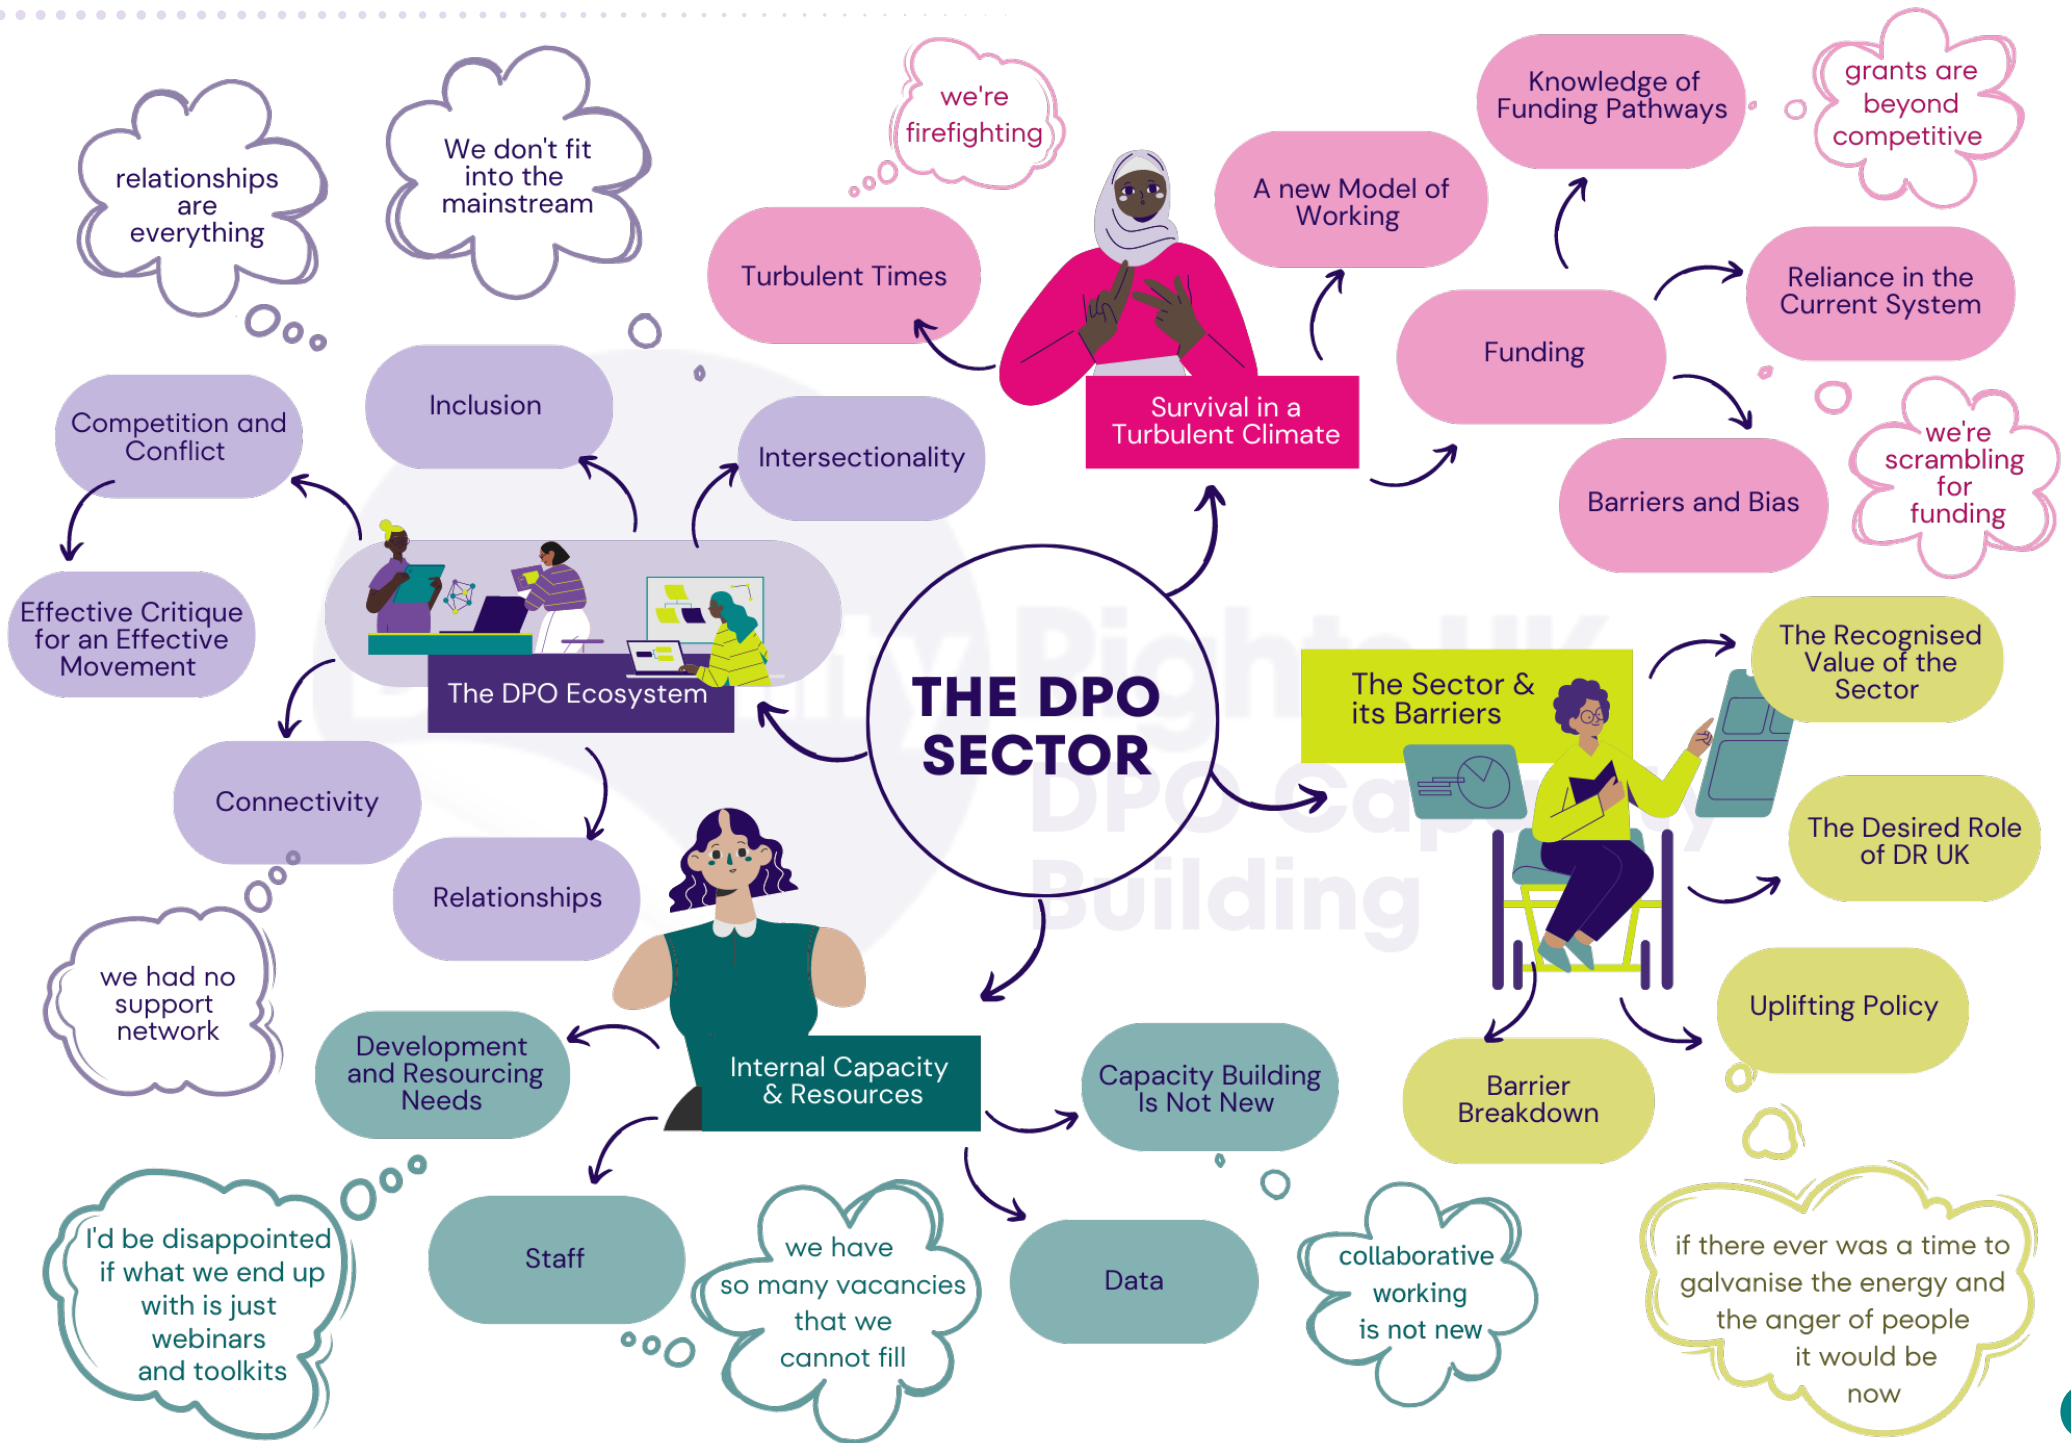 relationships
are
everything
We don't fit
into the
mainstream
we're
firefighting
Knowledge of
Funding Pathways
grants are
beyond
competitive
A new Model of
Working
Turbulent Times
Reliance in the
Current System
Funding
Survival in a
Turbulent Climate
we're
scrambling
for
funding
Barriers and Bias
Competition and
Conflict
Inclusion
Intersectionality
Effective Critique
for an Effective
Movement
The DPO Ecosystem
Connectivity
Relationships
we had no
support
network
THE DPO
SECTOR
Rights UK
DPO Capacity
Building
The Sector &
its Barriers
The Recognised
Value of the
Sector
The Desired Role
of DR UK
Uplifting Policy
Barrier
Breakdown
if there ever was a time to
galvanise the energy and
the anger of people
it would be
now
Internal Capacity
& Resources
Development
and Resourcing
Needs
I'd be disappointed
if what we end up
with is just
webinars
and toolkits
Staff
we have
so many vacancies
that we
cannot fill
Capacity Building
Is Not New
Data
collaborative
working
is not new